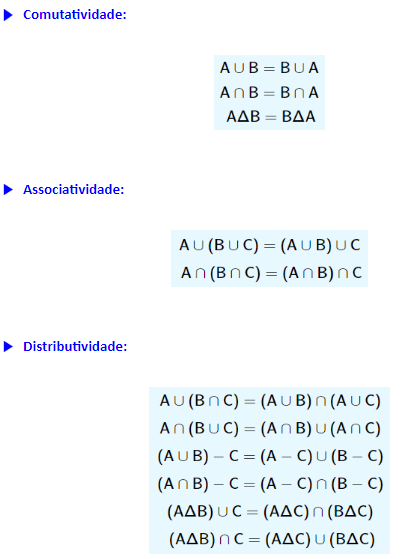 Comutatividade:
A ∪ B = B ∪ A
A ∩ B = B ∩ A
AΔB = BΔA
Associatividade:
A ∪ (B ∪ C) = (A ∪ B) ∪ C
A ∩ (B ∩ C) = (A ∩ B) ∩ C
Distributividade:
A ∪ (B ∩ C) = (A ∪ B) ∩ (A ∪ C)
A ∩ (B ∪ C) = (A ∩ B) ∪ (A ∩ C)
(A ∪ B) − C = (A − C) ∪ (B − C)
(A ∩ B) − C = (A − C) ∩ (B − C)
(AΔB) ∪ C = (AΔC) ∩ (BΔC)
(AΔB) ∩ C = (AΔC) ∪ (BΔC)